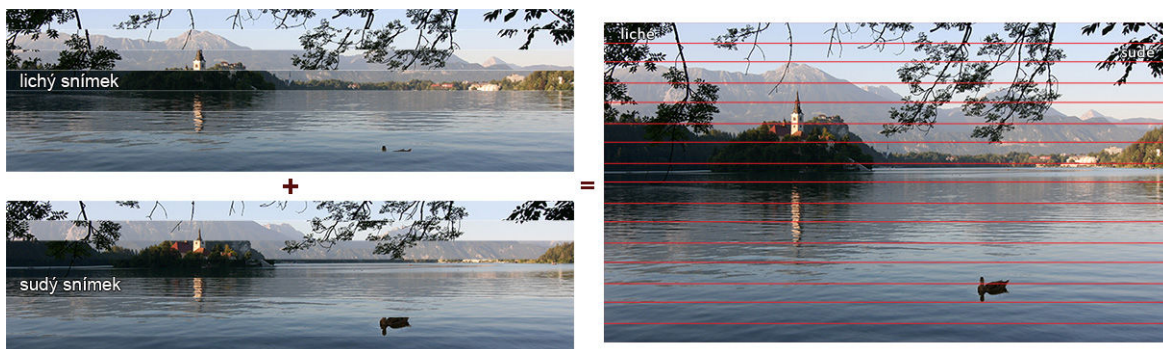 lichý snímek
+
sudý snímek
=
liché
sudé